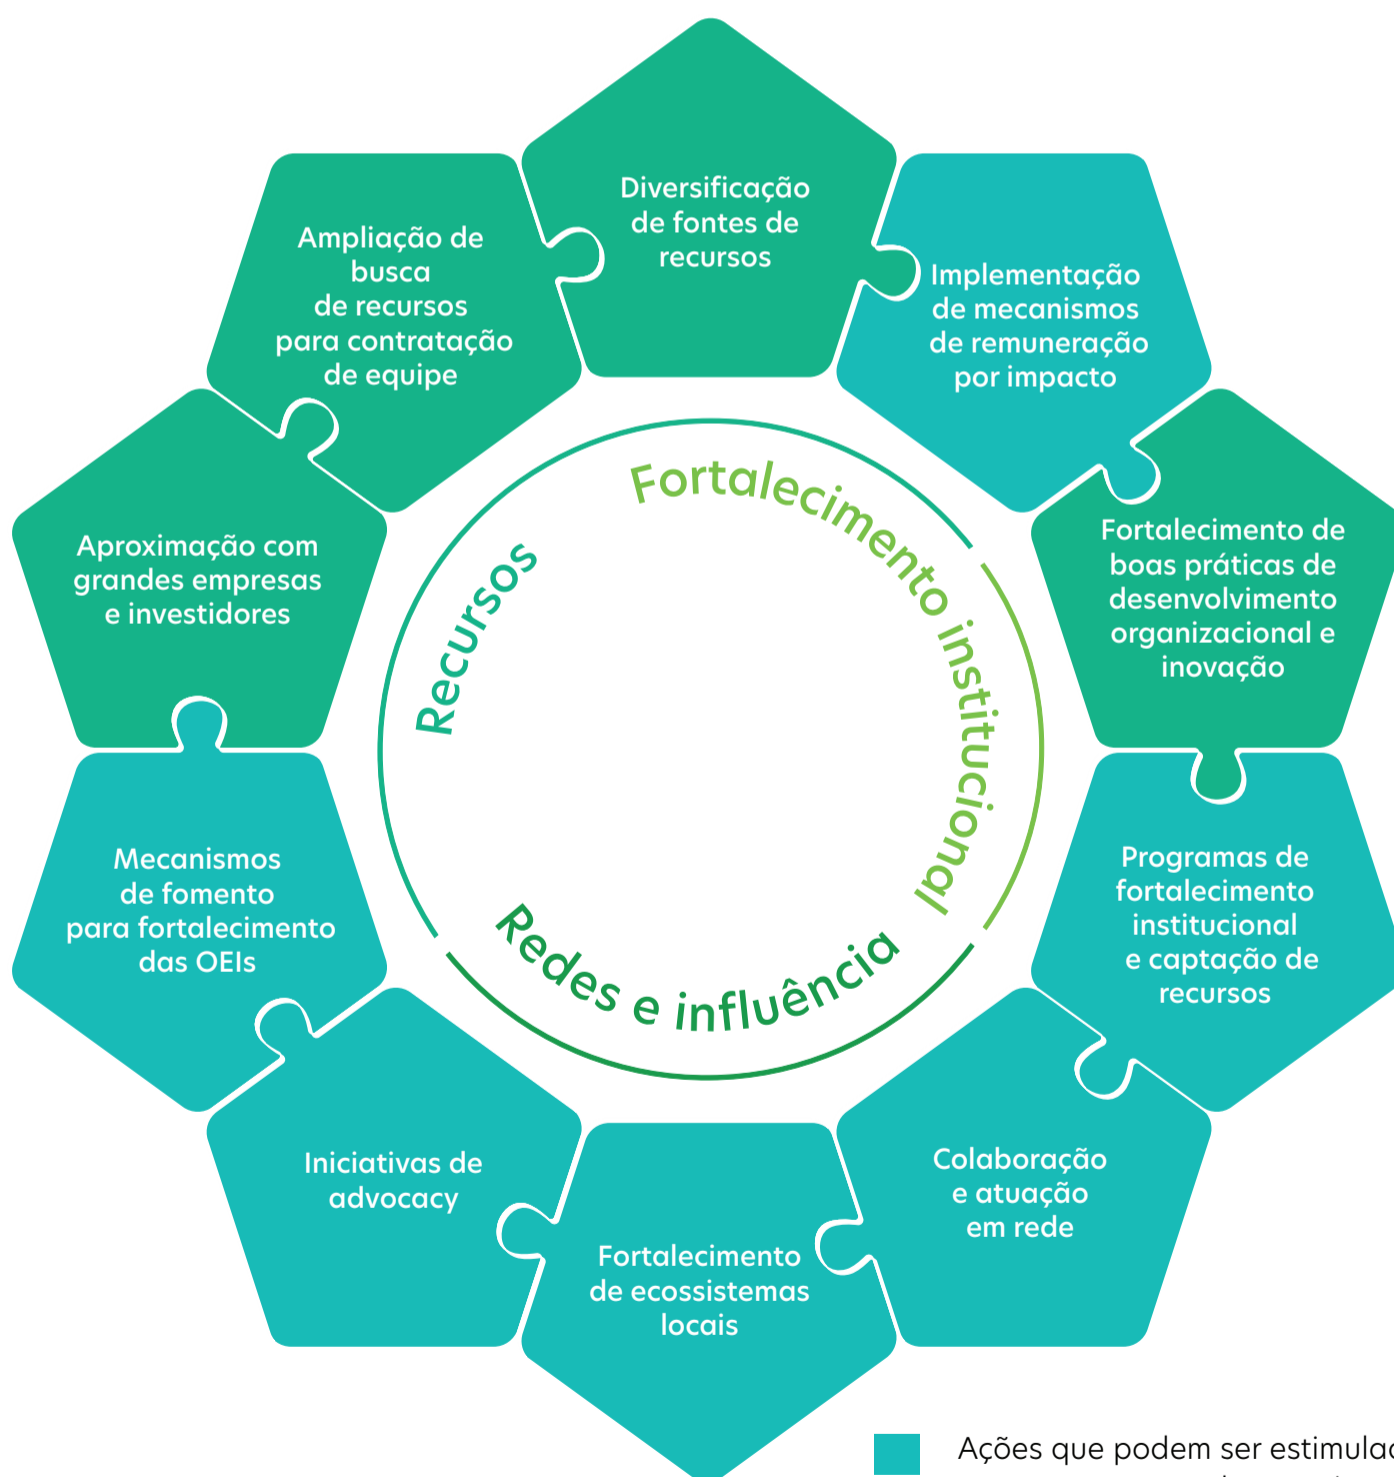 Diversificação
de fontes de
recursos
Implementação
de mecanismos
de remuneração
por impacto
Fortalecimento de
boas práticas de
desenvolvimento
organizacional e
inovação
Programas de
fortalecimento
institucional
e captação de
recursos
Colaboração
e atuação
em rede
Fortalecimento
de ecossistemas
locais
Iniciativas de
advocacy
Mecanismos
de fomento
para fortalecimento
das OEIs
Aproximação com
grandes empresas
e investidores
Ampliação de
busca
de recursos
para contratação
de equipe
Recursos
Fortalecimento institucional
Redes e influência
Ações que podem ser